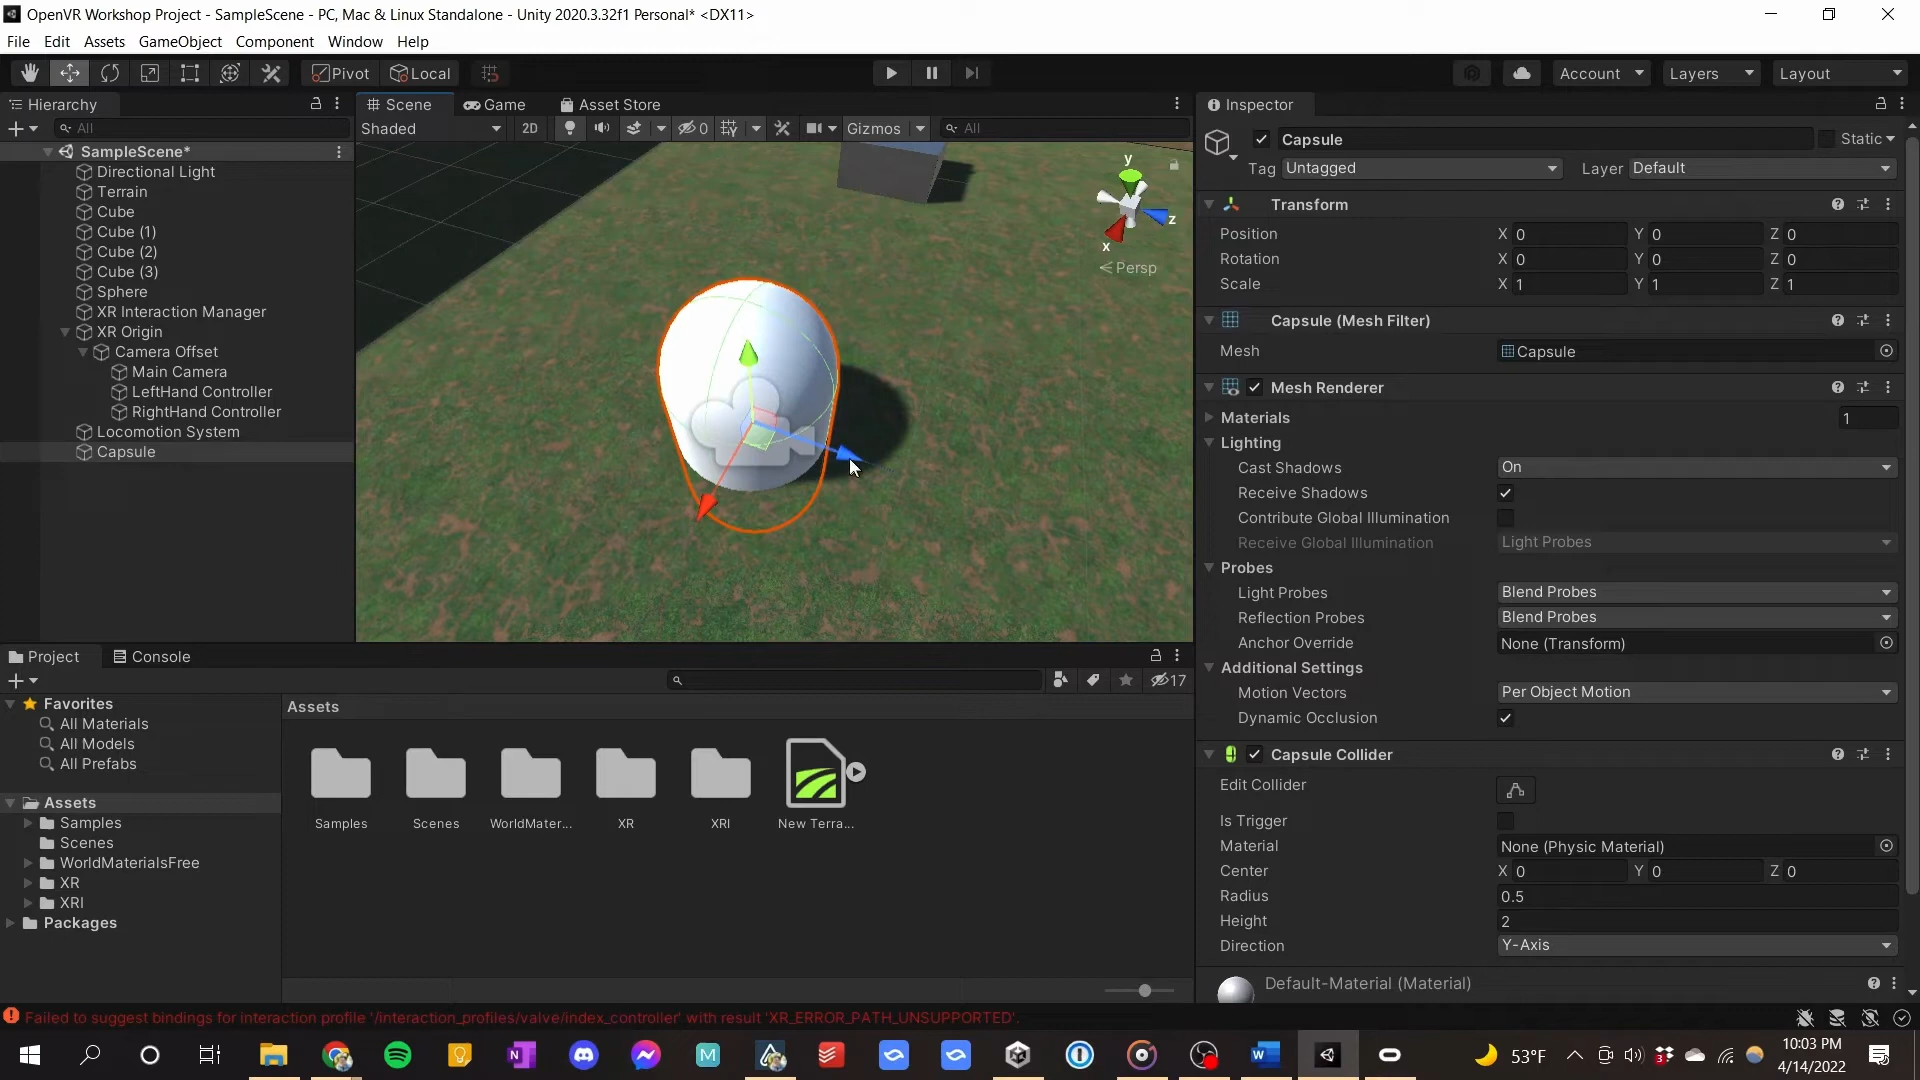 OpenVR Workshop Project - SampleScene - PC, Mac & Linux Standalone - Unity 2020.3.32f1 Personal* <DX11>
File Edit Assets GameObject Component Window Help
Pivot Local Account Layers Layout
Hierarchy
All
SampleScene*
Directional Light
Terrain
Cube
Cube (1)
Cube (2)
Cube (3)
Sphere
XR Interaction Manager
XR Origin
Camera Offset
Main Camera
LeftHand Controller
RightHand Controller
Locomotion System
Capsule
Scene Game Asset Store
Shaded 2D 0 Gizmos All
y
z
x
Persp
Inspector
Capsule Static
Tag Untagged Layer Default
Transform
Position X 0 Y 0 Z 0
Rotation X 0 Y 0 Z 0
Scale X 1 Y 1 Z 1
Capsule (Mesh Filter)
Mesh Capsule
Mesh Renderer
Materials 1
Lighting
Cast Shadows On
Receive Shadows
Contribute Global Illumination
Receive Global Illumination Light Probes
Probes
Light Probes Blend Probes
Reflection Probes Blend Probes
Anchor Override None (Transform)
Additional Settings
Motion Vectors Per Object Motion
Dynamic Occlusion
Capsule Collider
Edit Collider
Is Trigger
Material None (Physic Material)
Center X 0 Y 0 Z 0
Radius 0.5
Height 2
Direction Y-Axis
Default-Material (Material)
Project Console
17
Favorites
All Materials
All Models
All Prefabs
Assets
Samples
Scenes
WorldMaterialsFree
XR
XRI
Packages
Assets
Samples Scenes WorldMater... XR XRI New Terra...
Failed to suggest bindings for interaction profile '/interaction_profiles/valve/index_controller' with result 'XR_ERROR_PATH_UNSUPPORTED'.
53°F
10:03 PM
4/14/2022